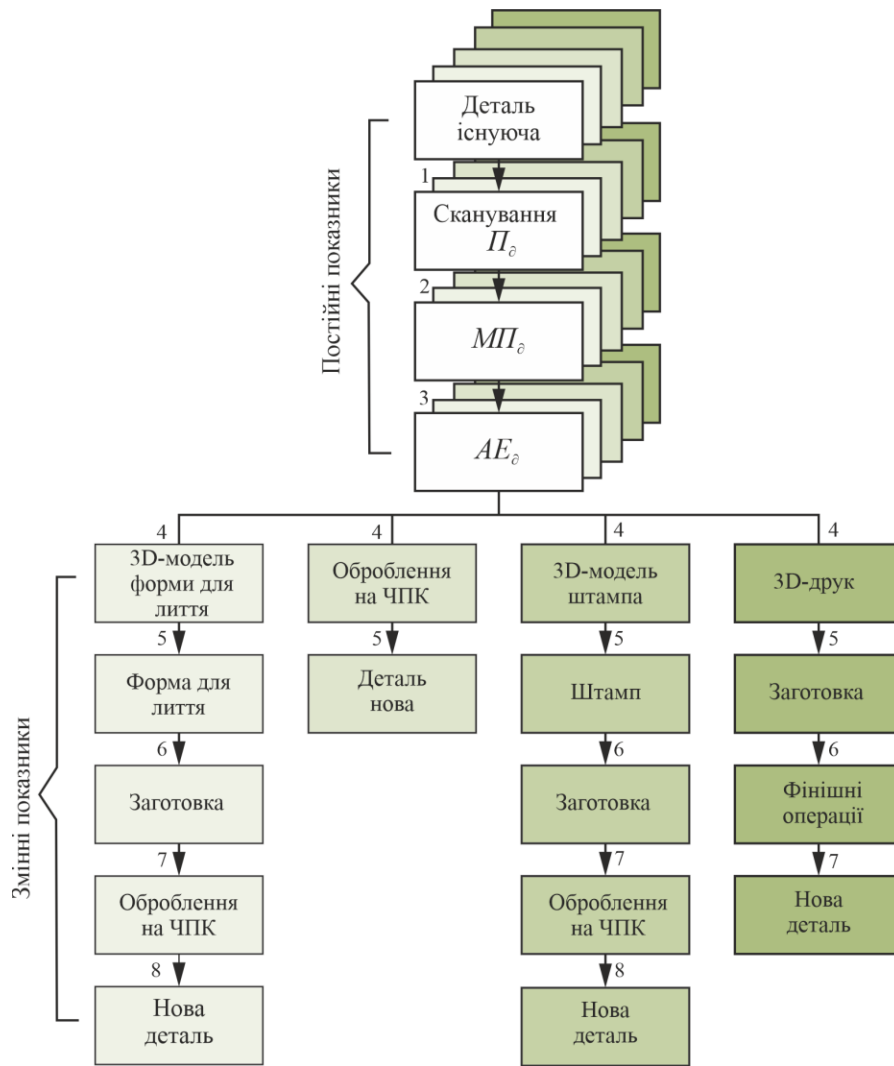 Деталь
існуюча
1
Сканування
П∂
2
МП∂
3
АЕ∂
Постійні показники
4
4
4
4
3D-модель
форми для
лиття
Оброблення
на ЧПК
3D-модель
штампа
3D-друк
5
5
5
5
Форма для
лиття
Деталь
нова
Штамп
Заготовка
6
6
6
Заготовка
Заготовка
Фінішні
операції
7
7
7
Оброблення
на ЧПК
Оброблення
на ЧПК
Нова
деталь
8
8
Нова
деталь
Нова
деталь
Змінні показники